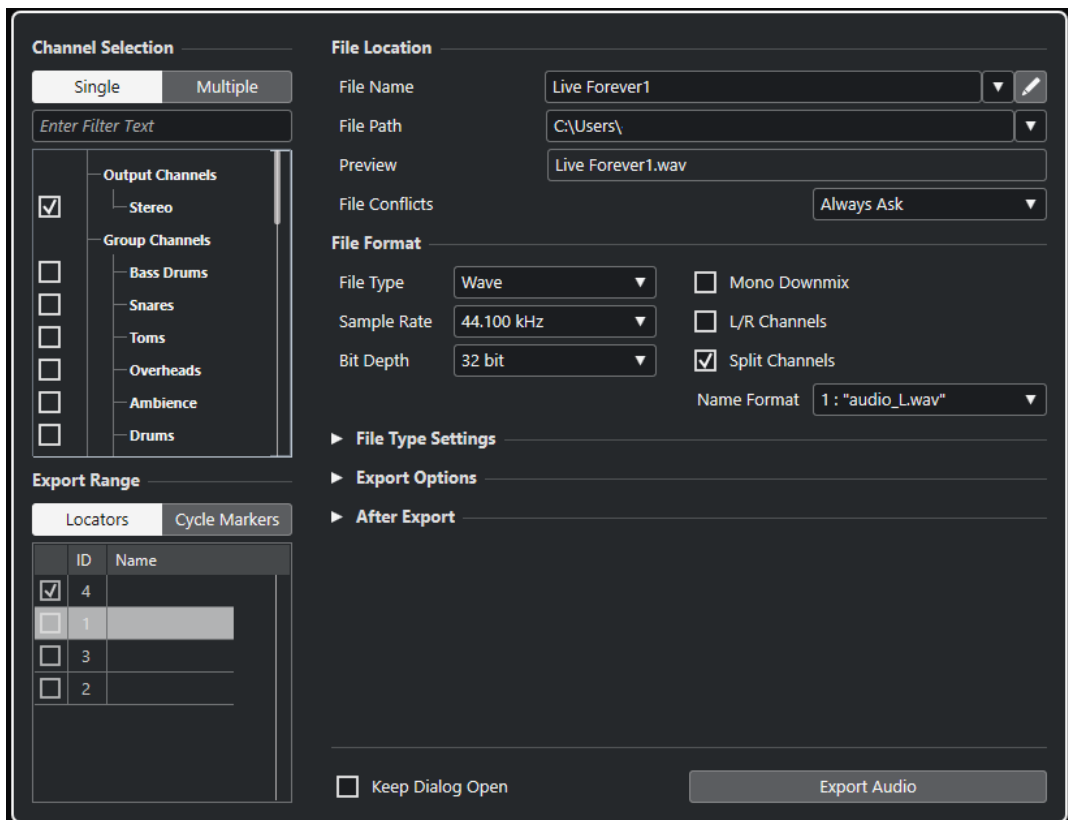 Channel Selection
Single Multiple
Enter Filter Text
Output Channels
Stereo
Group Channels
Bass Drums
Snares
Toms
Overheads
Ambience
Drums
Export Range
Locators Cycle Markers
ID Name
4
1
3
2
File Location
File Name Live Forever1
File Path C:\Users\
Preview Live Forever1.wav
File Conflicts Always Ask
File Format
File Type Wave Mono Downmix
Sample Rate 44.100 kHz L/R Channels
Bit Depth 32 bit Split Channels
Name Format 1 : "audio_L.wav"
File Type Settings
Export Options
After Export
Keep Dialog Open Export Audio